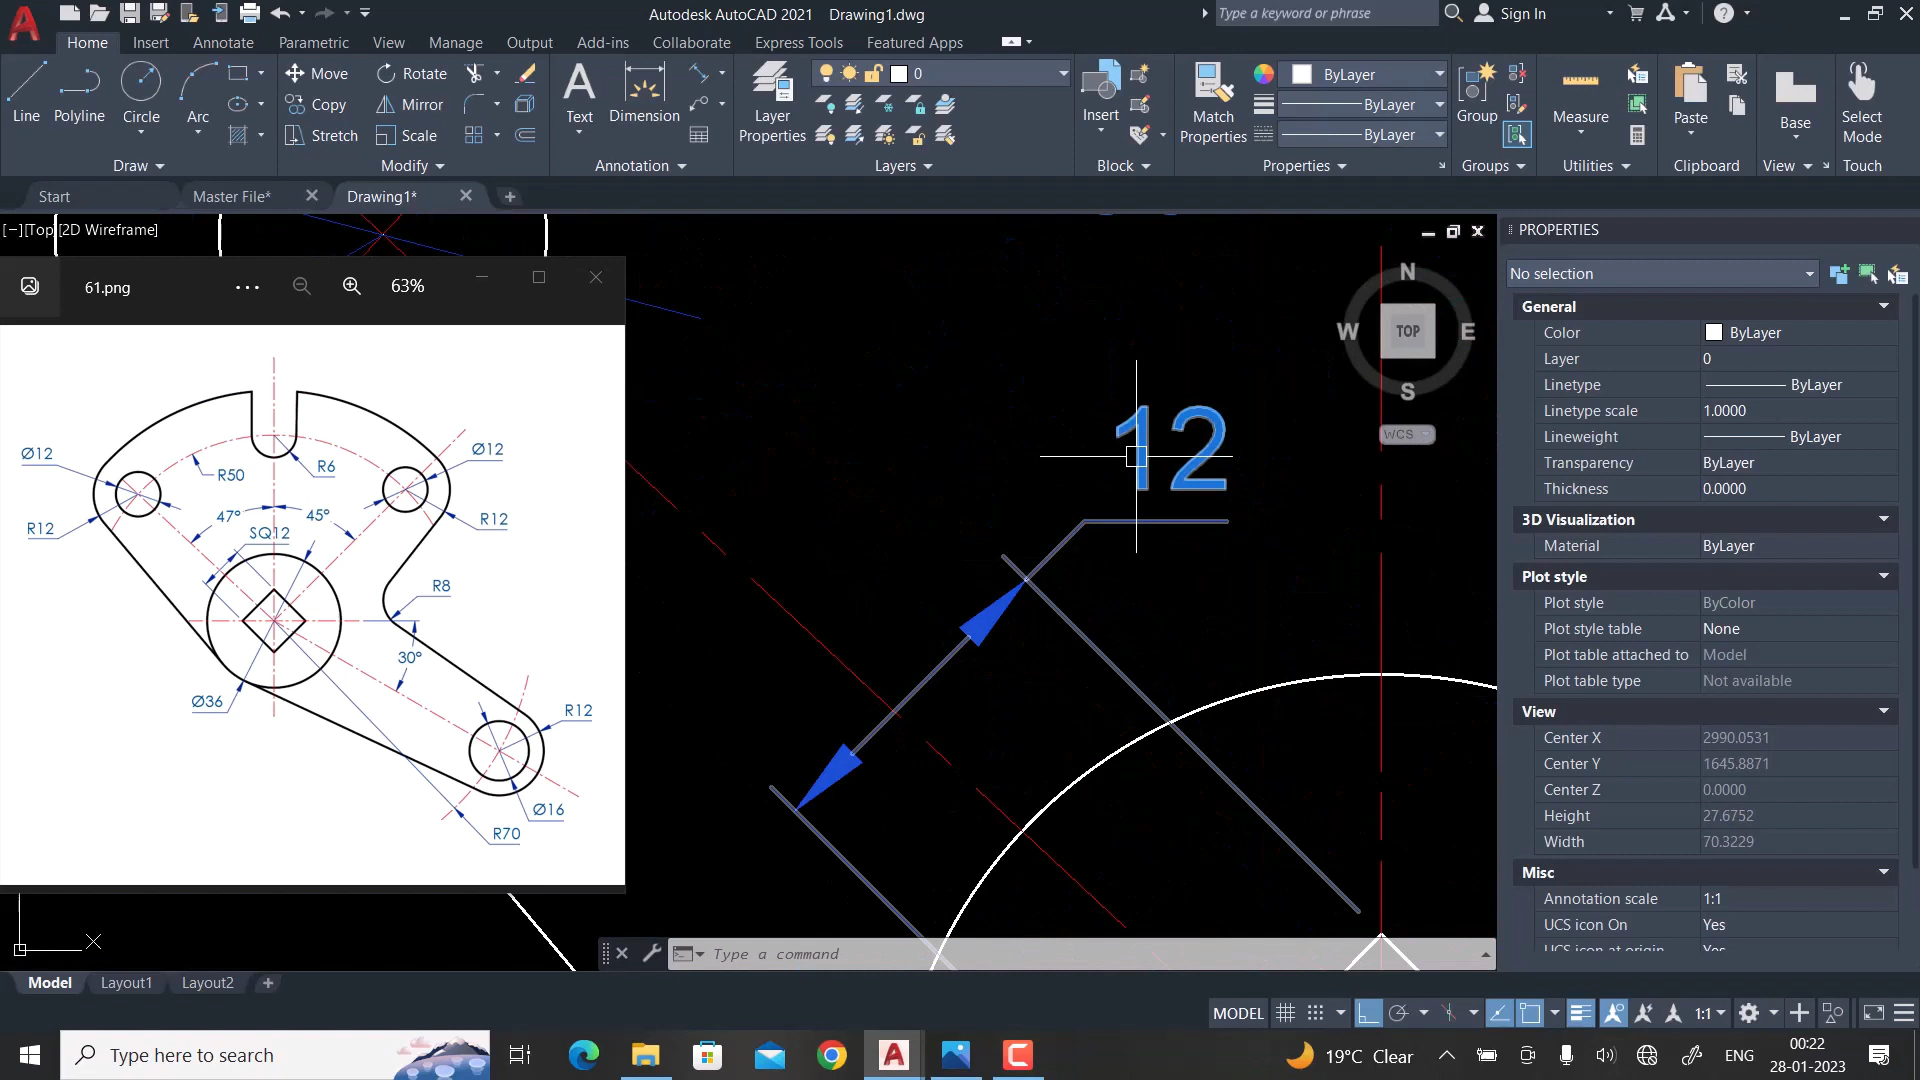 Autodesk AutoCAD 2021 Drawing1.dwg
Type a keyword or phrase
Sign In
Home Insert Annotate Parametric View Manage Output Add-ins Collaborate Express Tools Featured Apps
Line
Polyline
Circle
Arc
Draw
Move
Rotate
Copy
Mirror
Stretch
Scale
Modify
Text
Dimension
Annotation
Layer
Properties
0
Layers
Insert
Block
Match
Properties
ByLayer
ByLayer
ByLayer
Properties
Group
Groups
Measure
Utilities
Paste
Clipboard
Base
View
Select
Mode
Touch
Start
Master File*
Drawing1*
[−][Top][2D Wireframe]
61.png
63%
Ø12
Ø12
R50
R6
R12
R12
47°
45°
SQ12
R8
30°
Ø36
R12
Ø16
R70
12
N
W
TOP
E
S
WCS
X
PROPERTIES
No selection
General
Color ByLayer
Layer 0
Linetype ByLayer
Linetype scale 1.0000
Lineweight ByLayer
Transparency ByLayer
Thickness 0.0000
3D Visualization
Material ByLayer
Plot style
Plot style ByColor
Plot style table None
Plot table attached to Model
Plot table type Not available
View
Center X 2990.0531
Center Y 1645.8871
Center Z 0.0000
Height 27.6752
Width 70.3229
Misc
Annotation scale 1:1
UCS icon On Yes
UCS icon at origin Yes
Type a command
Model Layout1 Layout2
MODEL
1:1
Type here to search
19°C Clear
ENG
00:22
28-01-2023